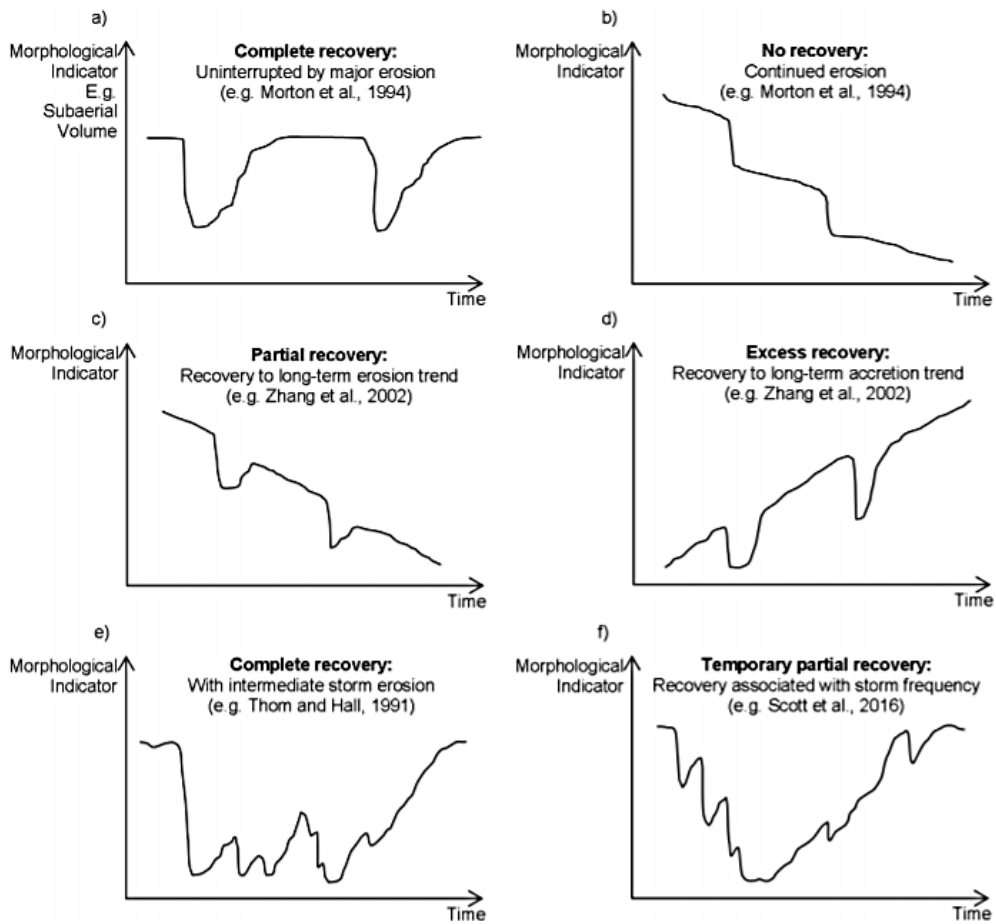 a)
Morphological
Indicator
E.g.
Subaerial
Volume
Complete recovery:
Uninterrupted by major erosion
(e.g. Morton et al., 1994)
Time
b)
Morphological
Indicator
No recovery:
Continued erosion
(e.g. Morton et al., 1994)
Time
c)
Morphological
Indicator
Partial recovery:
Recovery to long-term erosion trend
(e.g. Zhang et al., 2002)
Time
d)
Morphological
Indicator
Excess recovery:
Recovery to long-term accretion trend
(e.g. Zhang et al., 2002)
Time
e)
Morphological
Indicator
Complete recovery:
With intermediate storm erosion
(e.g. Thom and Hall, 1991)
Time
f)
Morphological
Indicator
Temporary partial recovery:
Recovery associated with storm frequency
(e.g. Scott et al., 2016)
Time